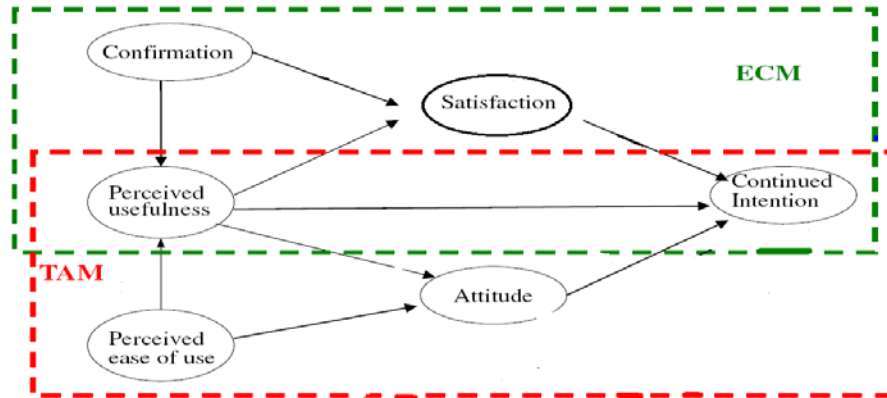 Confirmation
ECM
Satisfaction
Perceived
usefulness
Continued
Intention
TAM
Attitude
Perceived
ease of use